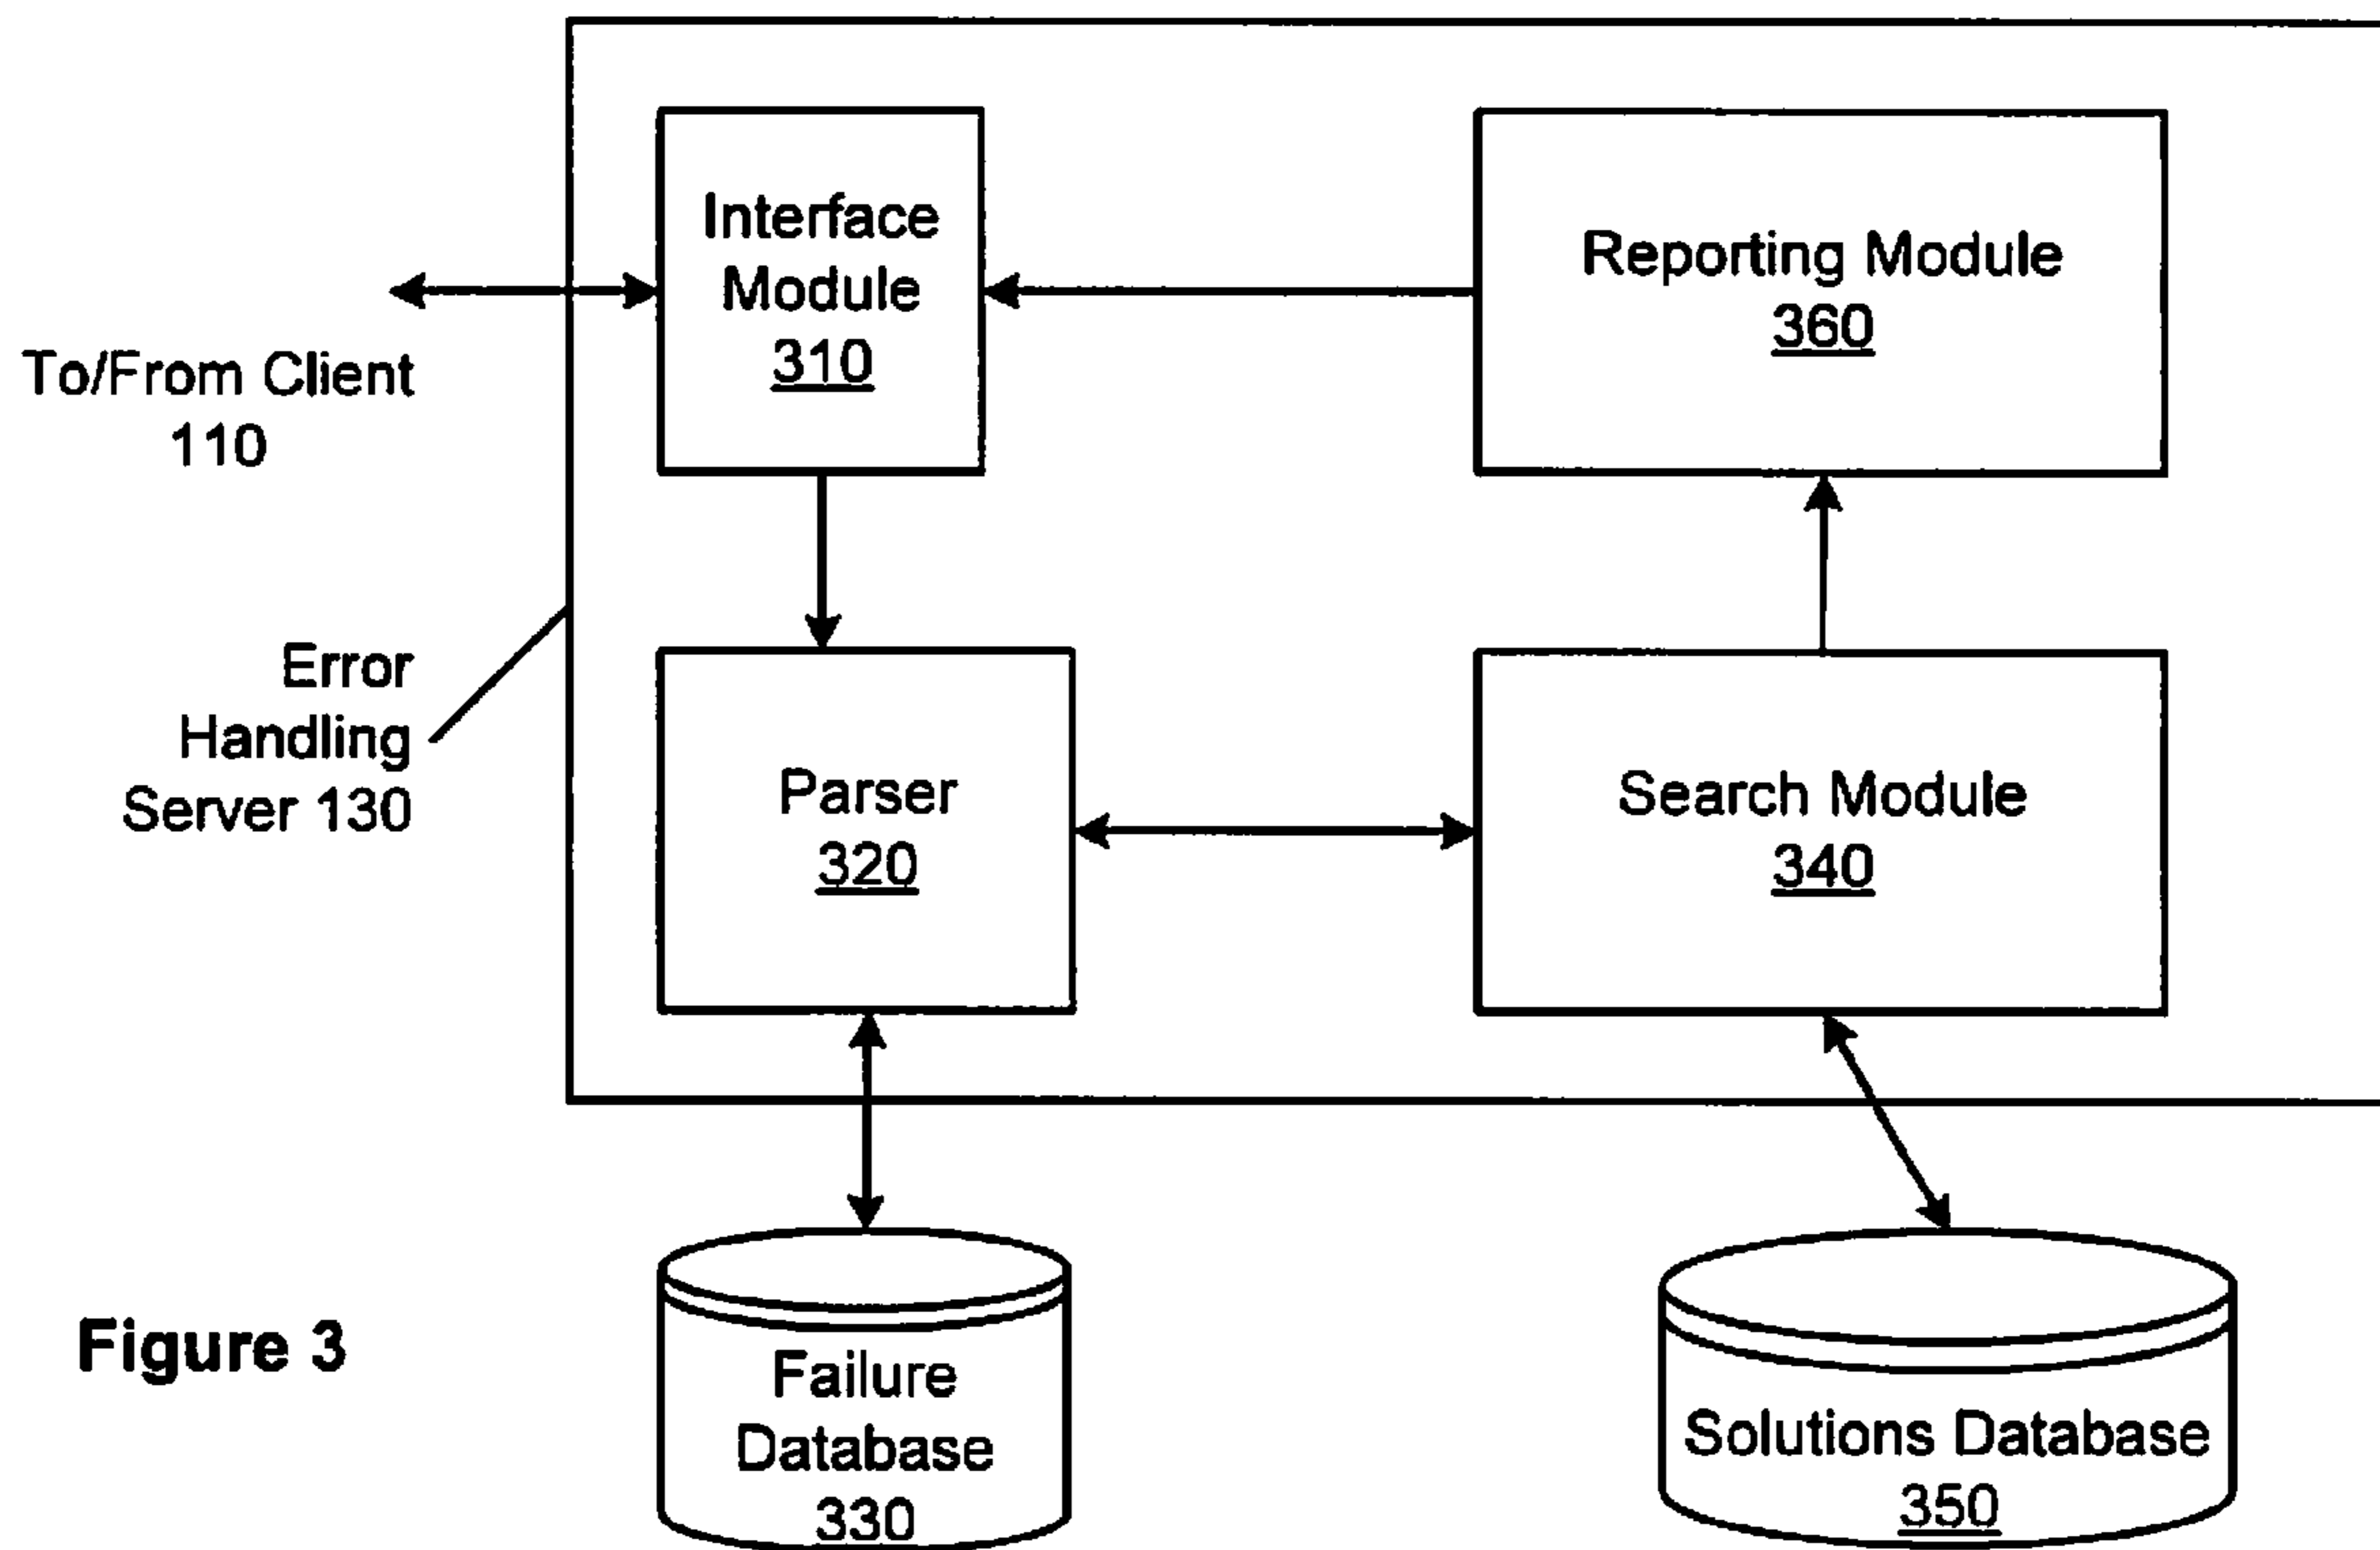 Interface
Module
310
Reporting Module
360
To/From Client
110
Error
Handling
Server 130
Parser
320
Search Module
340
Figure 3
Failure
Database
330
Solutions Database
350